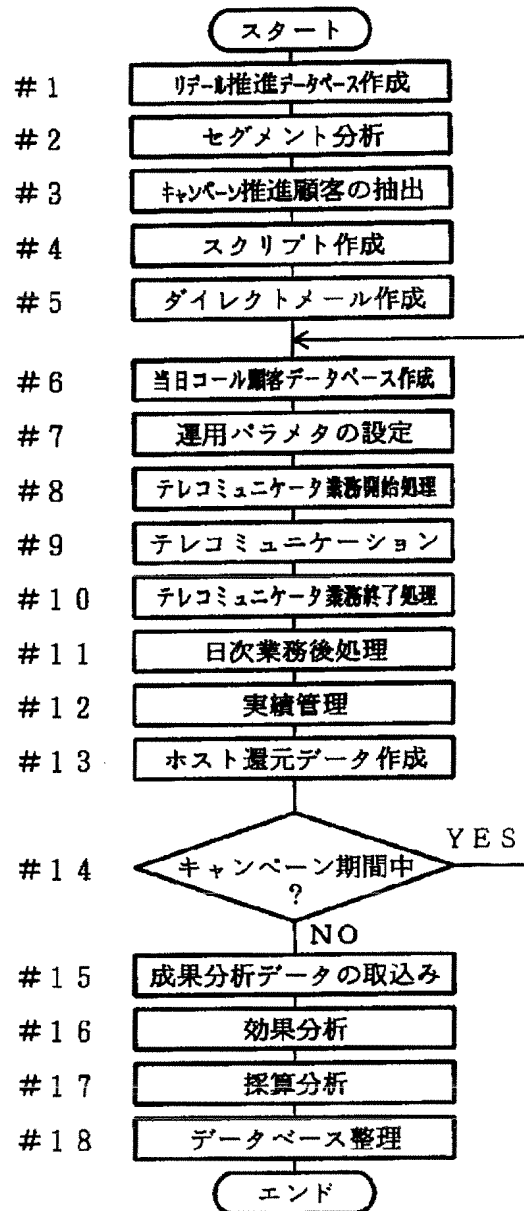 スタート
#1 リテール推進データベース作成
#2 セグメント分析
#3 キャンペーン推進顧客の抽出
#4 スクリプト作成
#5 ダイレクトメール作成
#6 当日コール顧客データベース作成
#7 運用パラメタの設定
#8 テレコミュニケータ業務開始処理
#9 テレコミュニケーション
#10 テレコミュニケータ業務終了処理
#11 日次業務後処理
#12 実績管理
#13 ホスト還元データ作成
YES
#14 キャンペーン期間中
?
NO
#15 成果分析データの取込み
#16 効果分析
#17 採算分析
#18 データベース整理
エンド